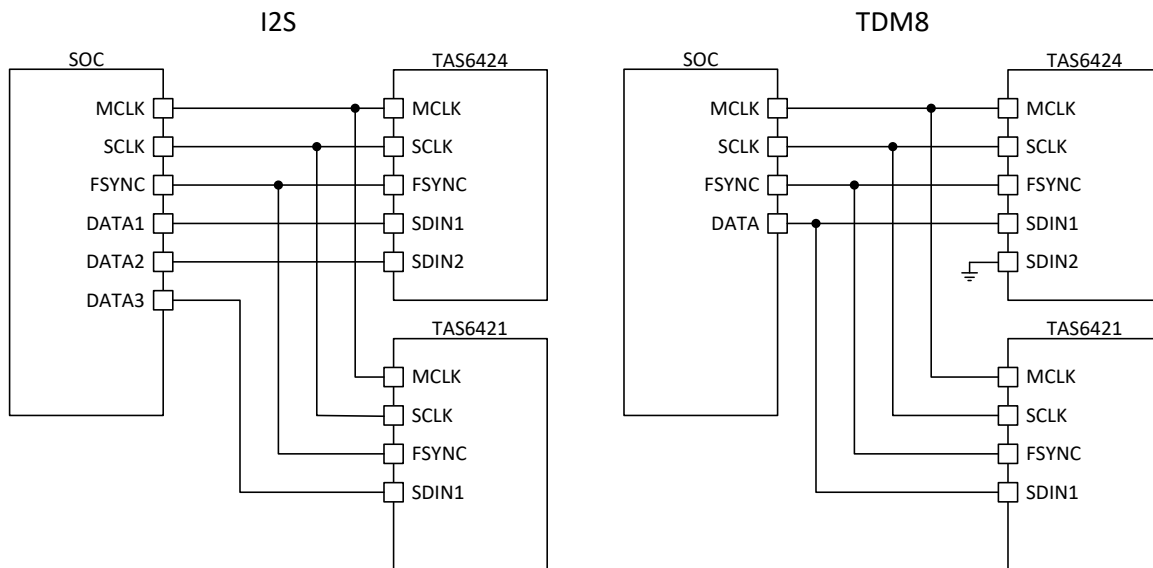 I2S
SOC
MCLK
SCLK
FSYNC
DATA1
DATA2
DATA3
TAS6424
MCLK
SCLK
FSYNC
SDIN1
SDIN2
TAS6421
MCLK
SCLK
FSYNC
SDIN1
TDM8
SOC
MCLK
SCLK
FSYNC
DATA
TAS6424
MCLK
SCLK
FSYNC
SDIN1
SDIN2
TAS6421
MCLK
SCLK
FSYNC
SDIN1